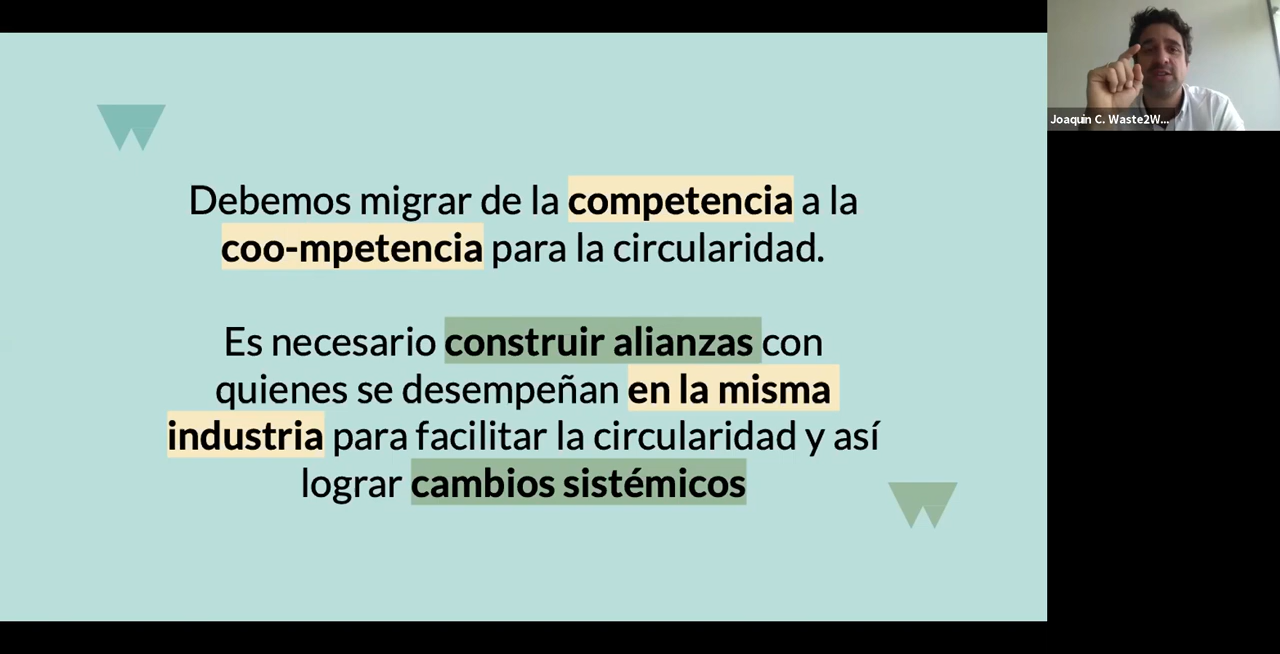 Debemos migrar de la competencia a la
coo-mpetencia para la circularidad.
Es necesario construir alianzas con
quienes se desempeñan en la misma
industria para facilitar la circularidad y así
lograr cambios sistémicos
Joaquin C. Waste2W...